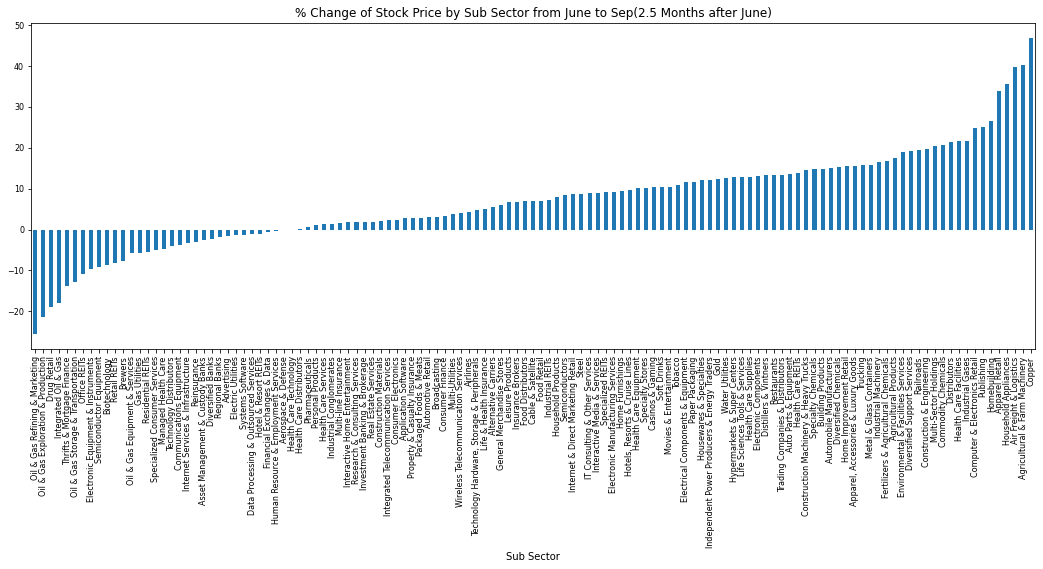 % Change of Stock Price by Sub Sector from June to Sep(2.5 Months after June)
50
40
30
20
10
0
−10
−20
Oil & Gas Refining & Marketing
Oil & Gas Exploration & Production
Drug Retail
Integrated Oil & Gas
Thrifts & Mortgage Finance
Oil & Gas Storage & Transportation
Office REITs
Electronic Equipment & Instruments
Semiconductor Equipment
Biotechnology
Retail REITs
Brewers
Oil & Gas Equipment & Services
Gas Utilities
Residential REITs
Specialized Consumer Services
Managed Health Care
Technology Distributors
Communications Equipment
Internet Services & Infrastructure
Reinsurance
Asset Management & Custody Banks
Diversified Banks
Regional Banks
Advertising
Electric Utilities
Systems Software
Data Processing & Outsourced Services
Hotel & Resort REITs
Financial Exchanges & Data
Human Resource & Employment Services
Aerospace & Defense
Health Care Technology
Health Care Distributors
Pharmaceuticals
Personal Products
Health Care Services
Industrial Conglomerates
Multi-line Insurance
Interactive Home Entertainment
Research & Consulting Services
Investment Banking & Brokerage
Real Estate Services
Construction Materials
Integrated Telecommunication Services
Consumer Electronics
Application Software
Property & Casualty Insurance
Packaged Foods & Meats
Automotive Retail
Broadcasting
Consumer Finance
Multi-Utilities
Wireless Telecommunication Services
Airlines
Technology Hardware, Storage & Peripherals
Life & Health Insurance
Alternative Carriers
General Merchandise Stores
Leisure Products
Insurance Brokers
Food Distributors
Cable & Satellite
Food Retail
Industrial REITs
Household Products
Semiconductors
Internet & Direct Marketing Retail
Steel
IT Consulting & Other Services
Interactive Media & Services
Specialized REITs
Electronic Manufacturing Services
Home Furnishings
Hotels, Resorts & Cruise Lines
Health Care Equipment
Specialty Stores
Casinos & Gaming
Soft Drinks
Movies & Entertainment
Tobacco
Electrical Components & Equipment
Paper Packaging
Housewares & Specialties
Independent Power Producers & Energy Traders
Gold
Water Utilities
Hypermarkets & Super Centers
Life Sciences Tools & Services
Health Care Supplies
Electronic Components
Distillers & Vintners
Restaurants
Trading Companies & Distributors
Auto Parts & Equipment
Health Care REITs
Construction Machinery & Heavy Trucks
Specialty Chemicals
Building Products
Automobile Manufacturers
Diversified Chemicals
Home Improvement Retail
Apparel, Accessories & Luxury Goods
Trucking
Metal & Glass Containers
Industrial Machinery
Fertilizers & Agricultural Chemicals
Agricultural Products
Environmental & Facilities Services
Diversified Support Services
Railroads
Construction & Engineering
Multi-Sector Holdings
Commodity Chemicals
Distributors
Health Care Facilities
Industrial Gases
Computer & Electronics Retail
Publishing
Homebuilding
Apparel Retail
Household Appliances
Air Freight & Logistics
Agricultural & Farm Machinery
Copper
Sub Sector